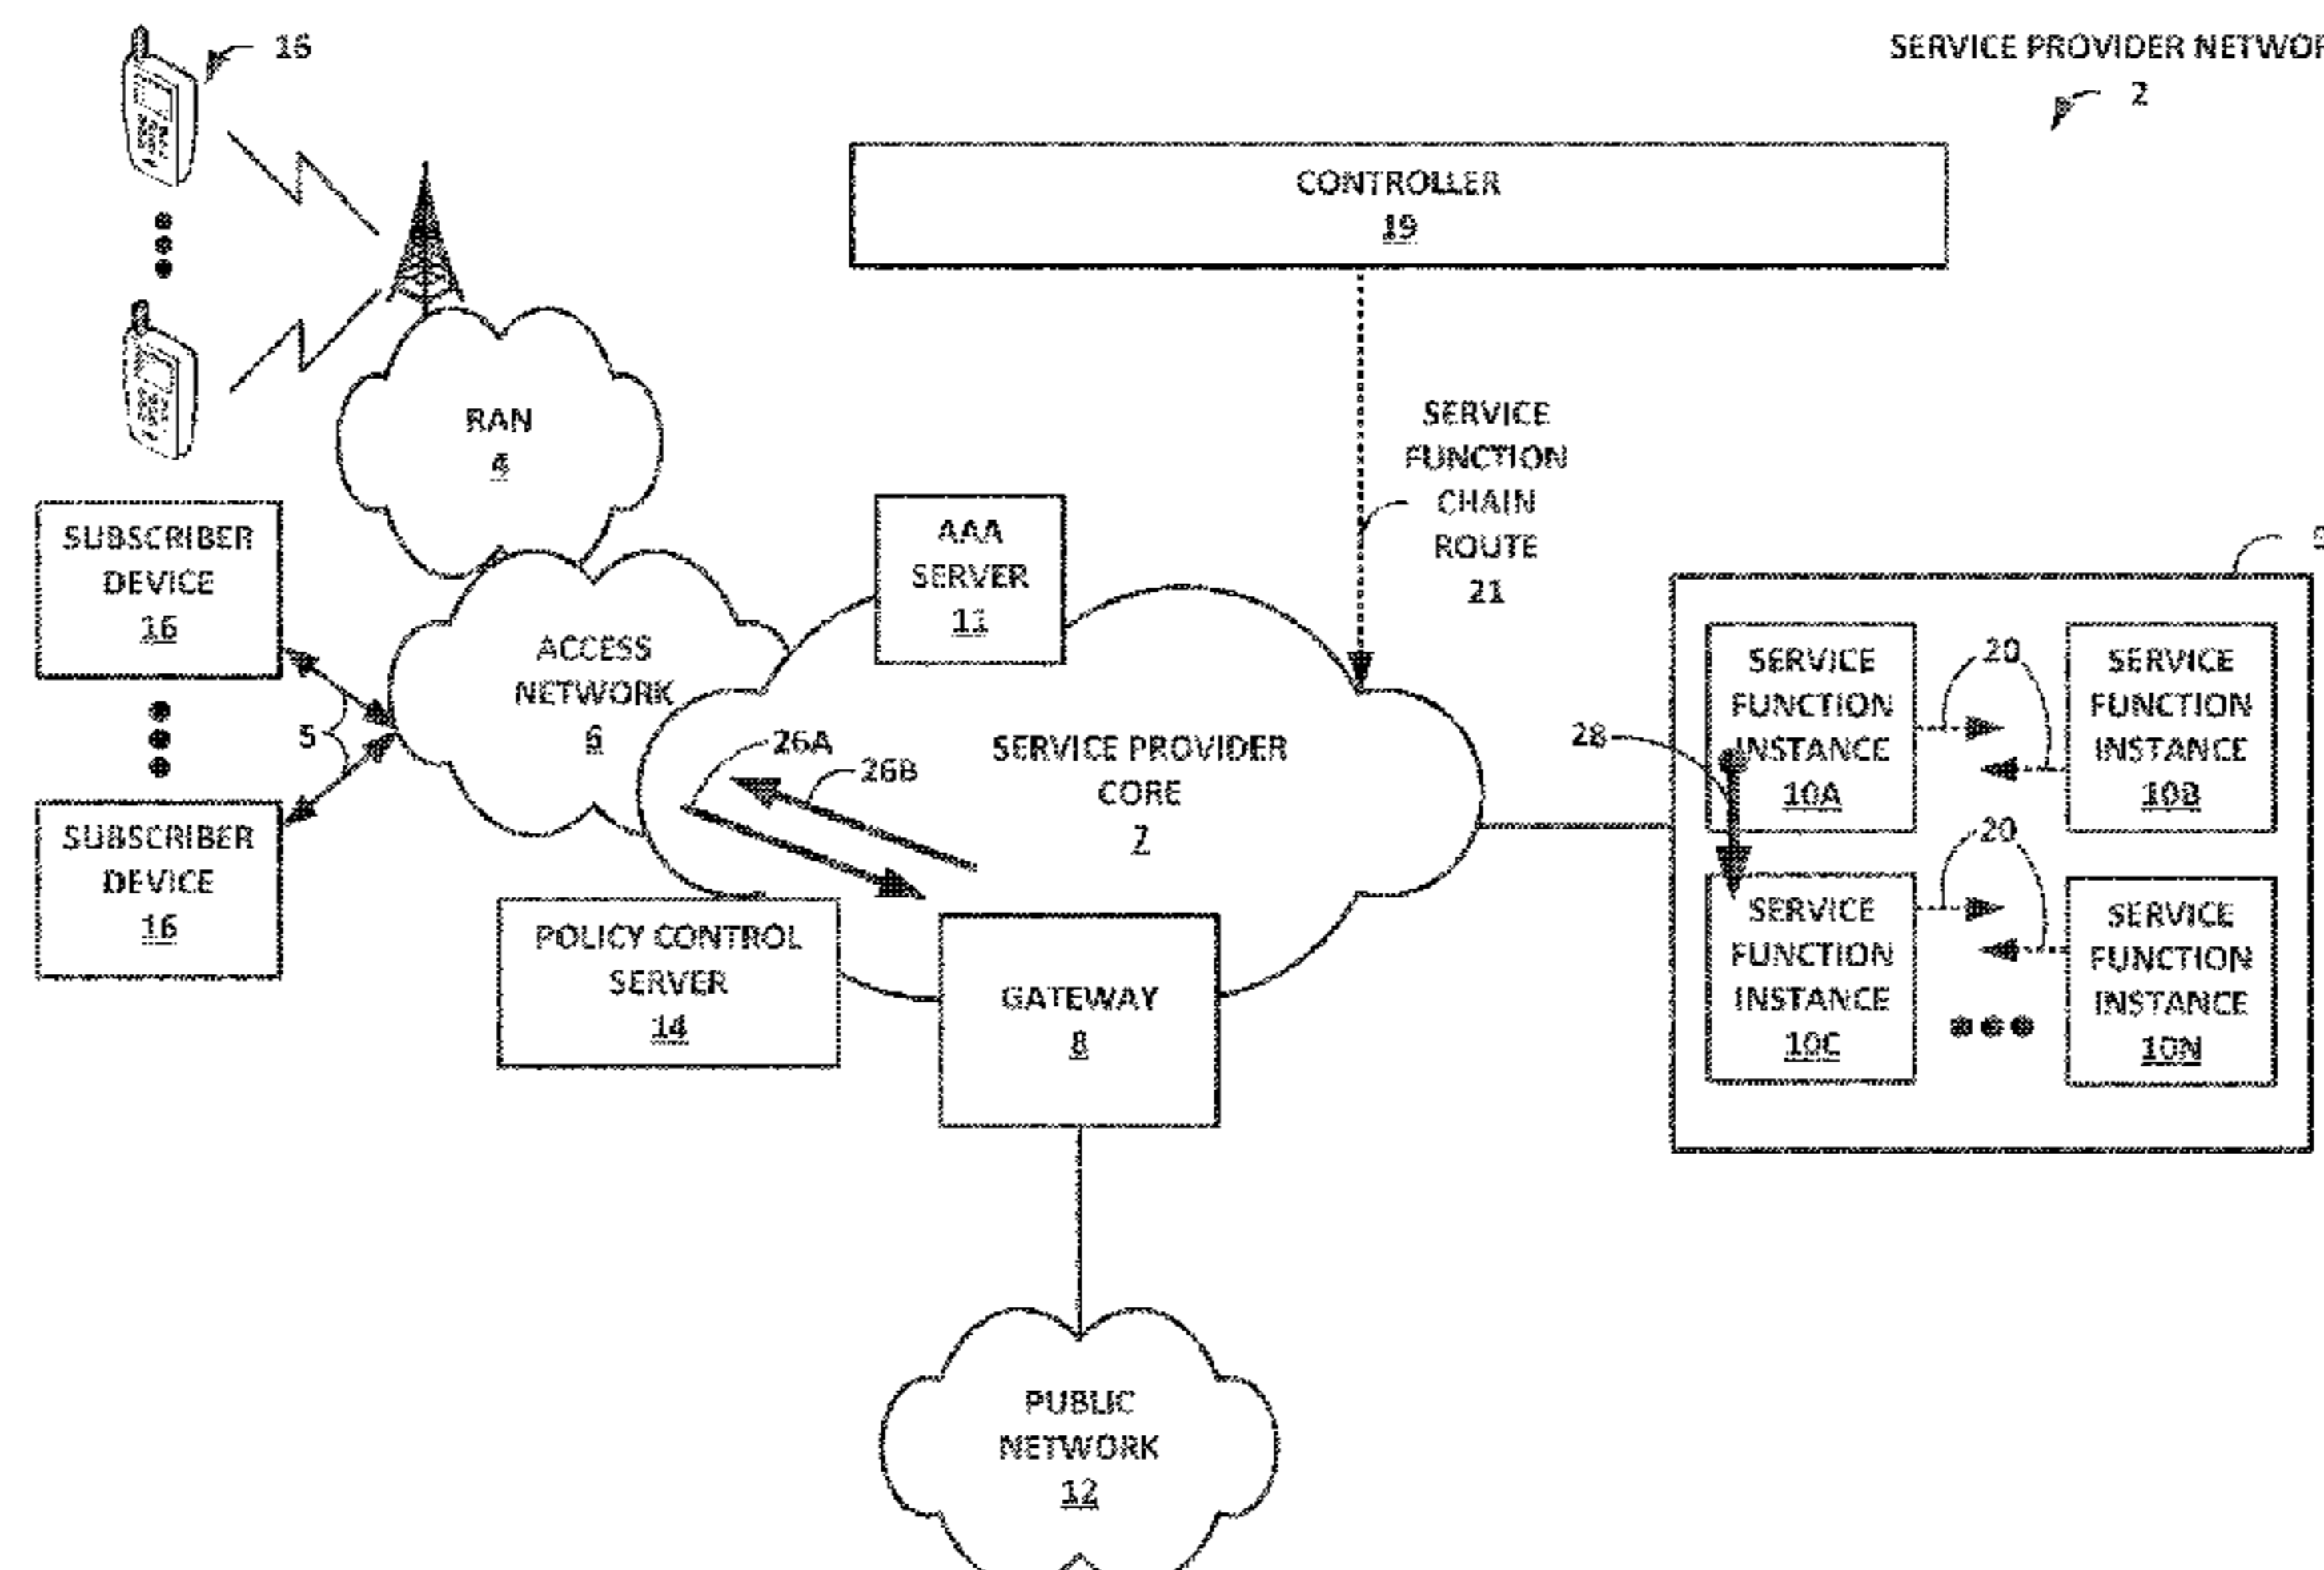 16
SERVICE PROVIDER NETWOR
2
CONTROLLER
19
RAN
4
SERVICE
FUNCTION
CHAIN
ROUTE
21
SUBSCRIBER
DEVICE
16
AAA
SERVER
11
9
ACCESS
NETWORK
6
5
26A
26B
SERVICE PROVIDER
CORE
7
SUBSCRIBER
DEVICE
16
POLICY CONTROL
SERVER
14
GATEWAY
8
28
SERVICE
FUNCTION
INSTANCE
10A
20
SERVICE
FUNCTION
INSTANCE
10B
SERVICE
FUNCTION
INSTANCE
10C
20
SERVICE
FUNCTION
INSTANCE
10N
PUBLIC
NETWORK
12